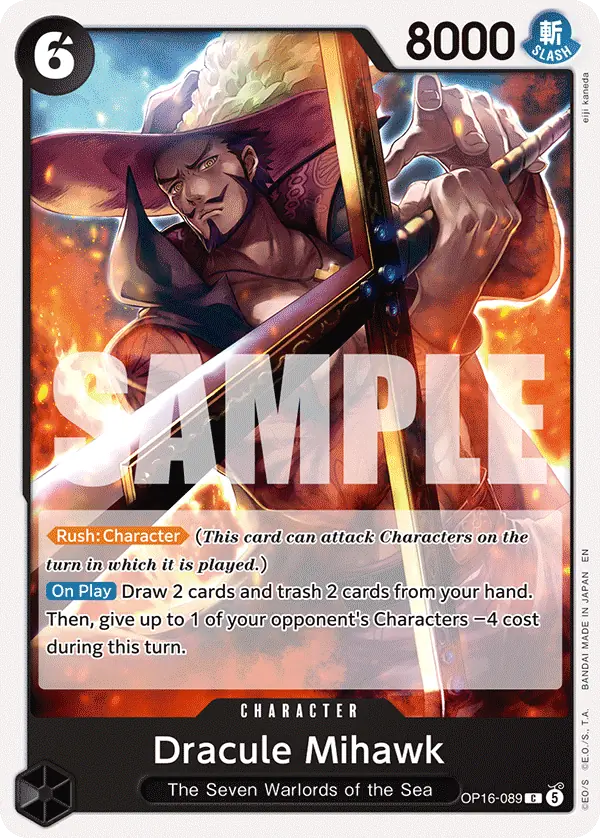 6
8000
斬
SLASH
eiji kaneda
SAMPLE
Rush: Character (This card can attack Characters on the
turn in which it is played.)
On Play Draw 2 cards and trash 2 cards from your hand.
Then, give up to 1 of your opponent's Characters −4 cost
during this turn.
CHARACTER
Dracule Mihawk
The Seven Warlords of the Sea
OP16-089 C 5
©E.O/S ©E.O./S., T.A. BANDAI MADE IN JAPAN EN